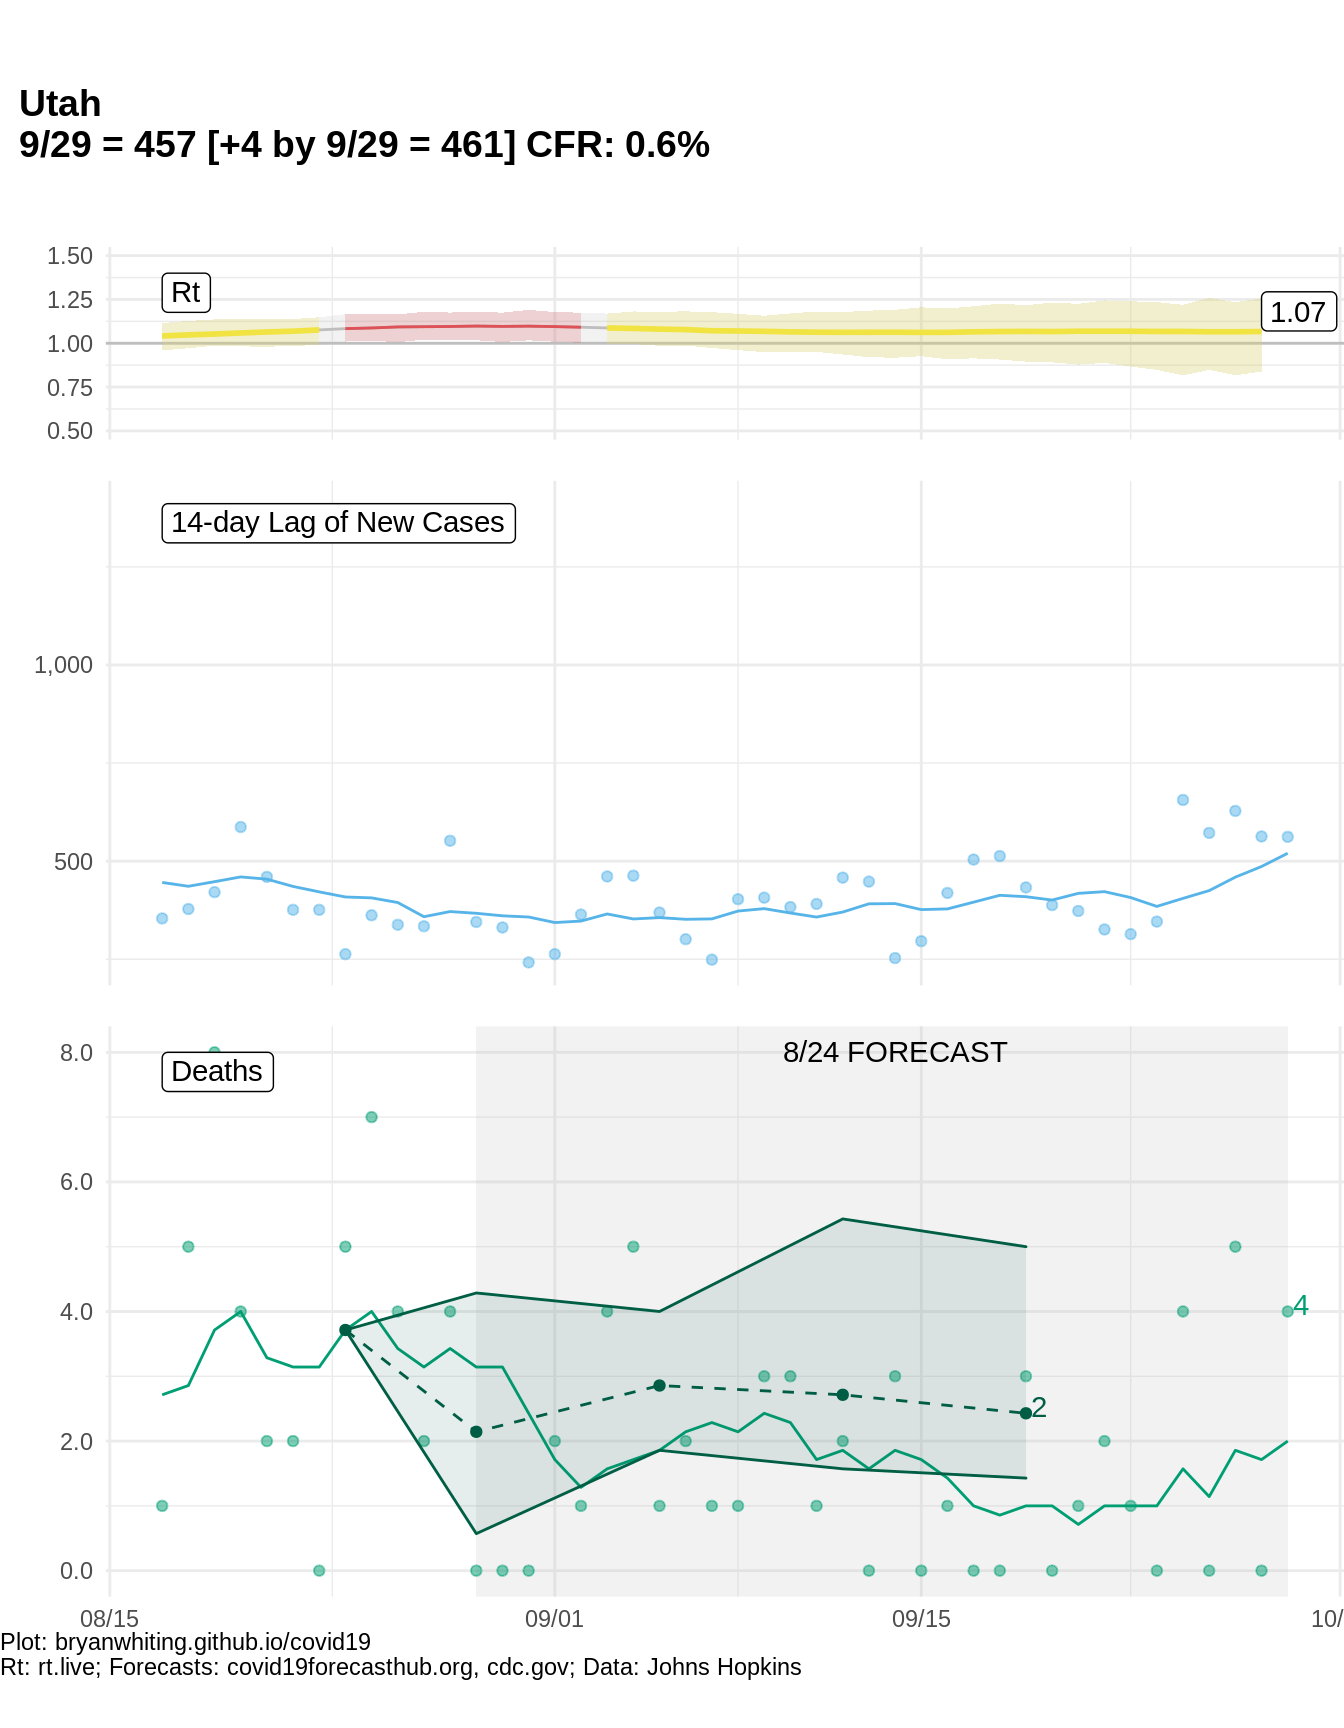 Utah
9/29 = 457 [+4 by 9/29 = 461] CFR: 0.6%
1.50
1.25
1.00
0.75
0.50
Rt
1.07
14-day Lag of New Cases
1,000
500
8.0
6.0
4.0
2.0
0.0
Deaths
8/24 FORECAST
4
2
08/15
09/01
09/15
10/
Plot: bryanwhiting.github.io/covid19
Rt: rt.live; Forecasts: covid19forecasthub.org, cdc.gov; Data: Johns Hopkins